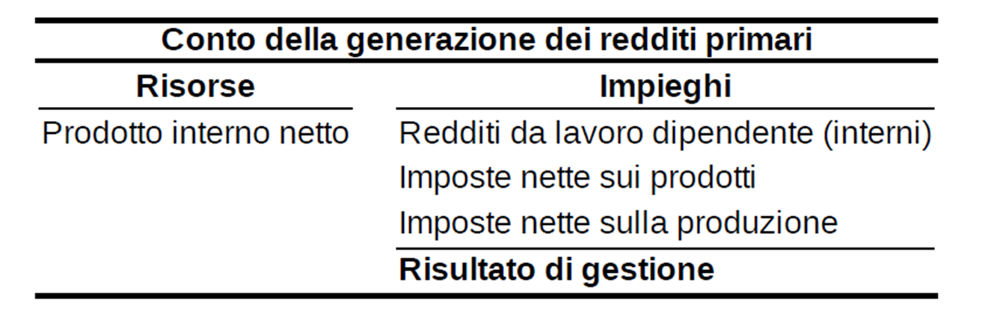 Conto della generazione dei redditi primari
Risorse Impieghi
Prodotto interno netto Redditi da lavoro dipendente (interni)
Imposte nette sui prodotti
Imposte nette sulla produzione
Risultato di gestione